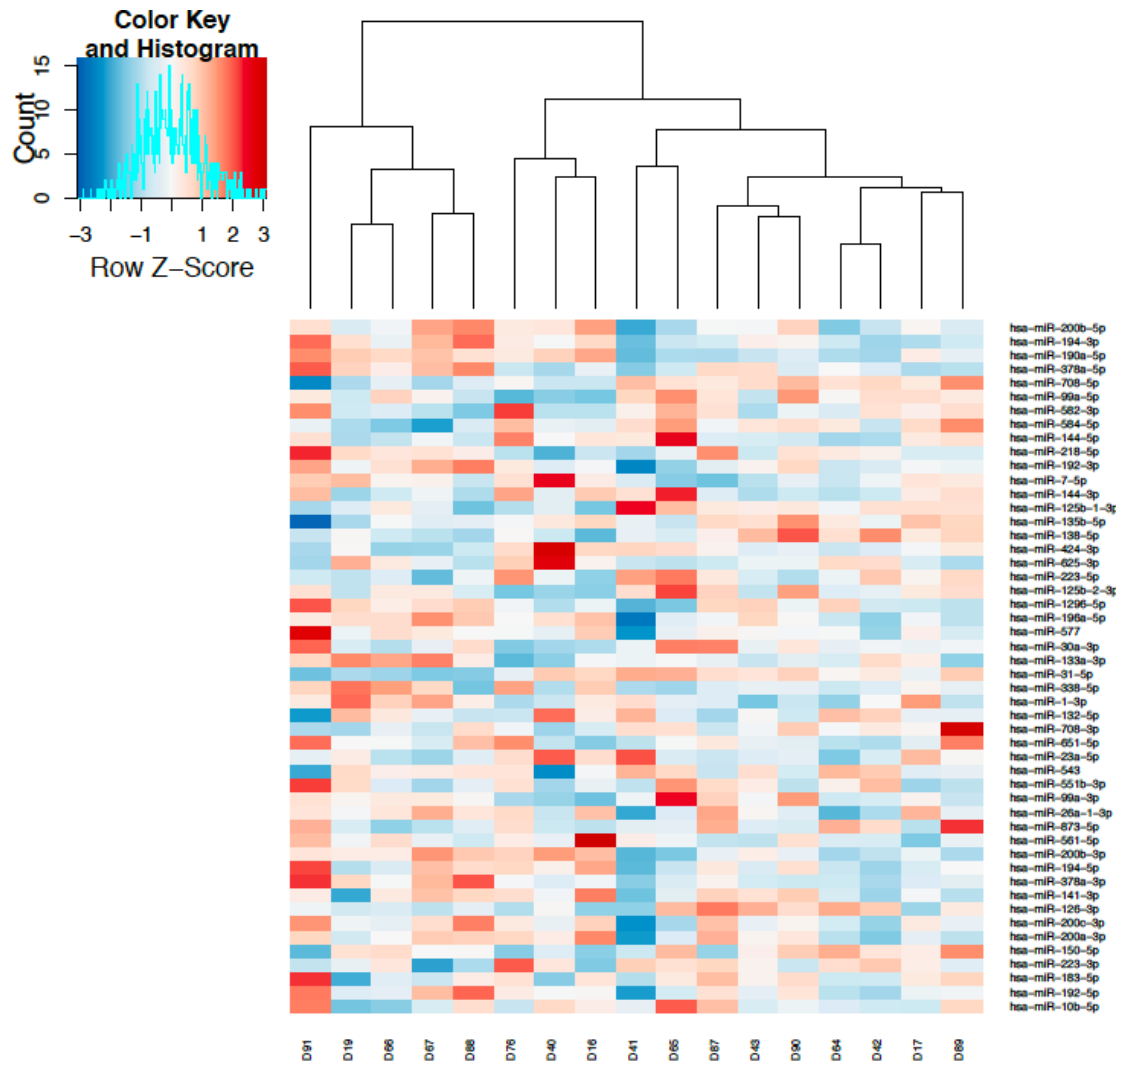 Color Key
and Histogram
Count
0 5 10 15
−3 −1 1 2 3
Row Z−Score
hsa−miR−200b−5p
hsa−miR−194−3p
hsa−miR−190a−5p
hsa−miR−378a−5p
hsa−miR−708−5p
hsa−miR−99a−5p
hsa−miR−582−3p
hsa−miR−584−5p
hsa−miR−144−5p
hsa−miR−218−5p
hsa−miR−192−3p
hsa−miR−7−5p
hsa−miR−144−3p
hsa−miR−125b−1−3p
hsa−miR−135b−5p
hsa−miR−138−5p
hsa−miR−424−3p
hsa−miR−625−3p
hsa−miR−223−5p
hsa−miR−125b−2−3p
hsa−miR−1296−5p
hsa−miR−196a−5p
hsa−miR−577
hsa−miR−30a−3p
hsa−miR−133a−3p
hsa−miR−31−5p
hsa−miR−338−5p
hsa−miR−1−3p
hsa−miR−132−5p
hsa−miR−708−3p
hsa−miR−651−5p
hsa−miR−23a−5p
hsa−miR−543
hsa−miR−551b−3p
hsa−miR−99a−3p
hsa−miR−26a−1−3p
hsa−miR−873−5p
hsa−miR−561−5p
hsa−miR−200b−3p
hsa−miR−194−5p
hsa−miR−378a−3p
hsa−miR−141−3p
hsa−miR−126−3p
hsa−miR−200c−3p
hsa−miR−200a−3p
hsa−miR−150−5p
hsa−miR−223−3p
hsa−miR−183−5p
hsa−miR−192−5p
hsa−miR−10b−5p
D91 D19 D66 D67 D88 D76 D40 D16 D41 D65 D87 D43 D90 D64 D42 D17 D89